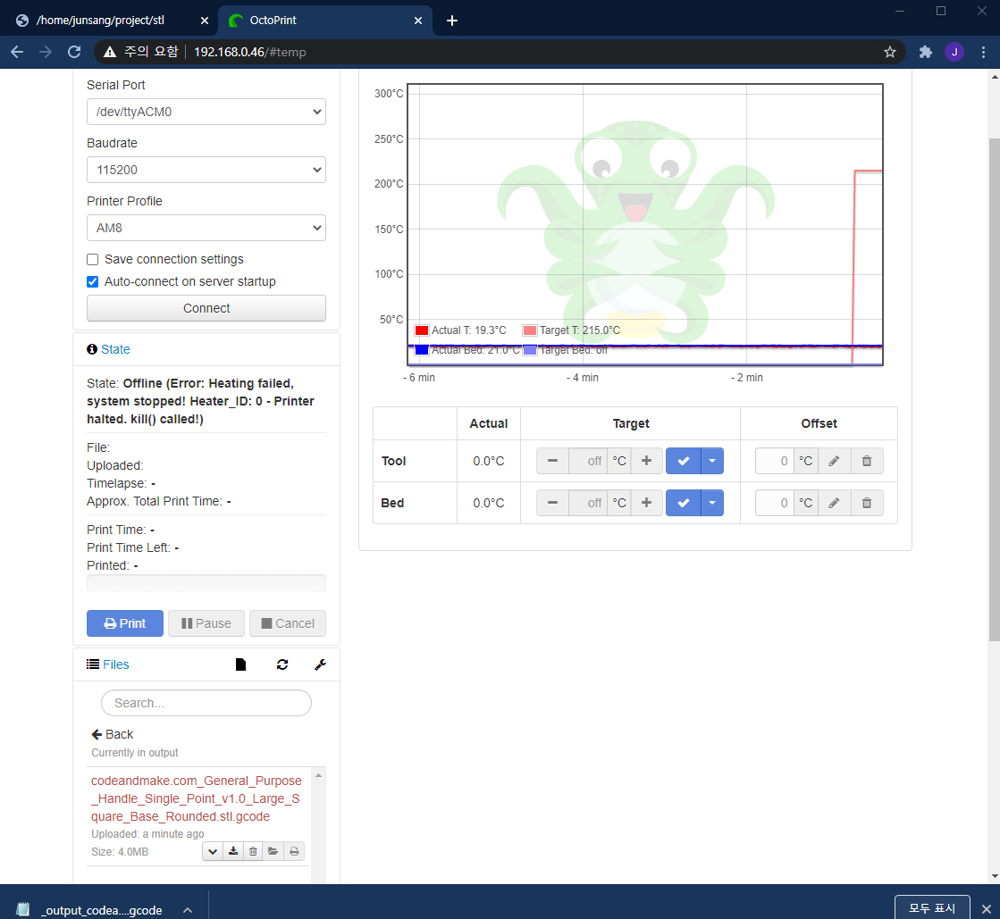 /home/junsang/project/stl
OctoPrint
주의 요함
192.168.0.46/#temp
J
Serial Port
/dev/ttyACM0
Baudrate
115200
Printer Profile
AM8
Save connection settings
Auto-connect on server startup
Connect
State
State: Offline (Error: Heating failed,
system stopped! Heater_ID: 0 - Printer
halted. kill() called!)
File:
Uploaded:
Timelapse: -
Approx. Total Print Time: -
Print Time: -
Print Time Left: -
Printed: -
Print Pause Cancel
Files
Search...
Back
Currently in output
codeandmake.com_General_Purpose
_Handle_Single_Point_v1.0_Large_S
quare_Base_Rounded.stl.gcode
Uploaded: a minute ago
Size: 4.0MB
300°C
250°C
200°C
150°C
100°C
50°C
Actual T: 19.3°C Target T: 215.0°C
Actual Bed: 21.0°C Target Bed: off
- 6 min - 4 min - 2 min
Actual Target Offset
Tool 0.0°C off °C 0 °C
Bed 0.0°C off °C 0 °C
_output_codea....gcode
모두 표시